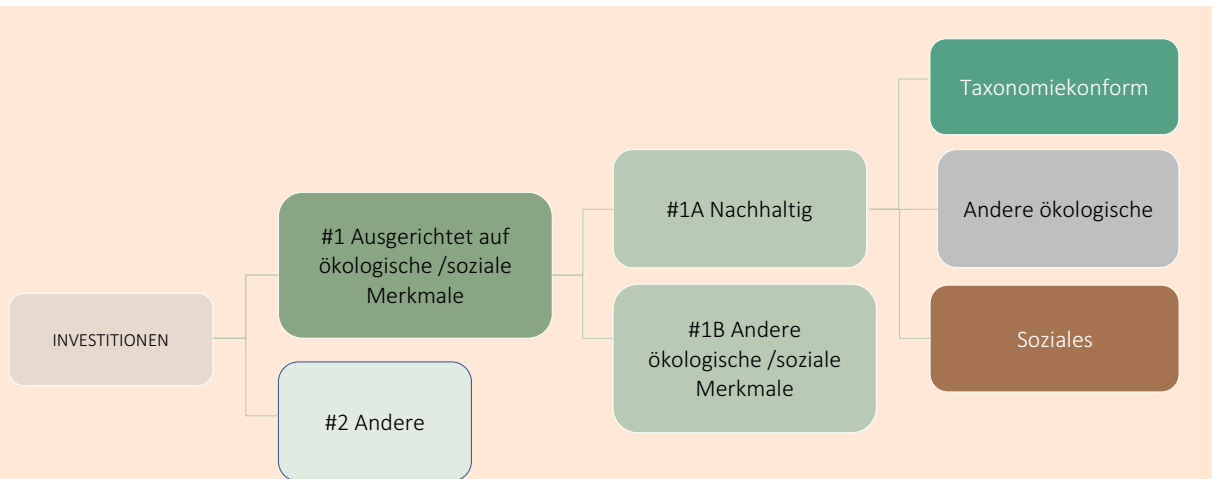 INVESTITIONEN
#1 Ausgerichtet auf
ökologische /soziale
Merkmale
#2 Andere
#1A Nachhaltig
#1B Andere
ökologische /soziale
Merkmale
Taxonomiekonform
Andere ökologische
Soziales